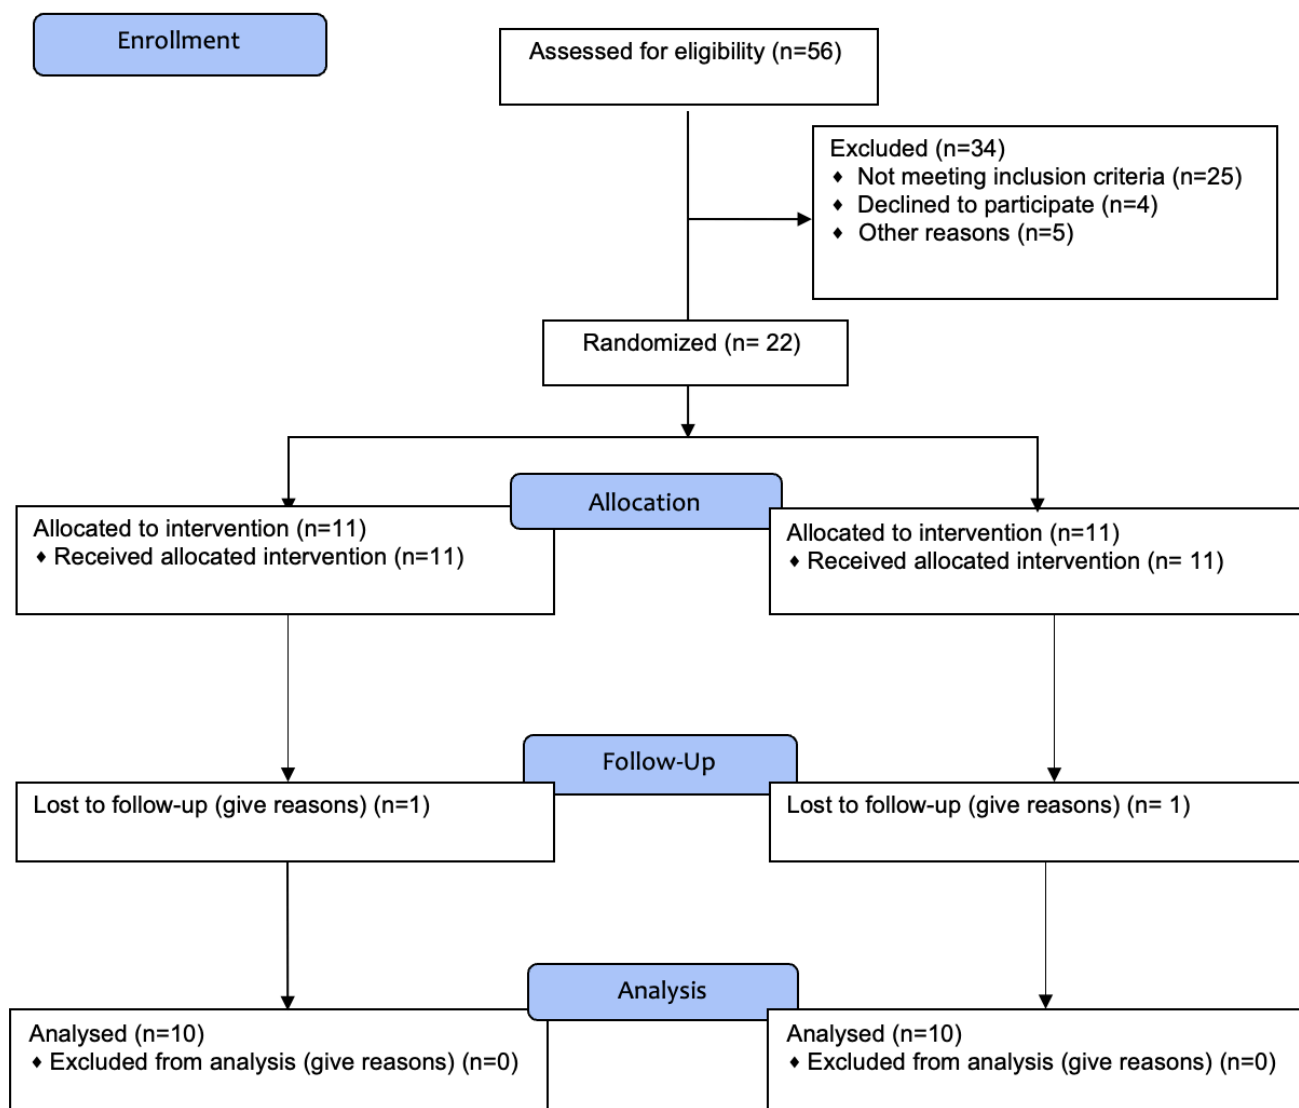 Enrollment
Assessed for eligibility (n=56)
Excluded (n=34)
♦ Not meeting inclusion criteria (n=25)
♦ Declined to participate (n=4)
♦ Other reasons (n=5)
Randomized (n= 22)
Allocation
Allocated to intervention (n=11)
♦ Received allocated intervention (n=11)
Allocated to intervention (n=11)
♦ Received allocated intervention (n= 11)
Follow-Up
Lost to follow-up (give reasons) (n=1)
Lost to follow-up (give reasons) (n= 1)
Analysis
Analysed (n=10)
♦ Excluded from analysis (give reasons) (n=0)
Analysed (n=10)
♦ Excluded from analysis (give reasons) (n=0)